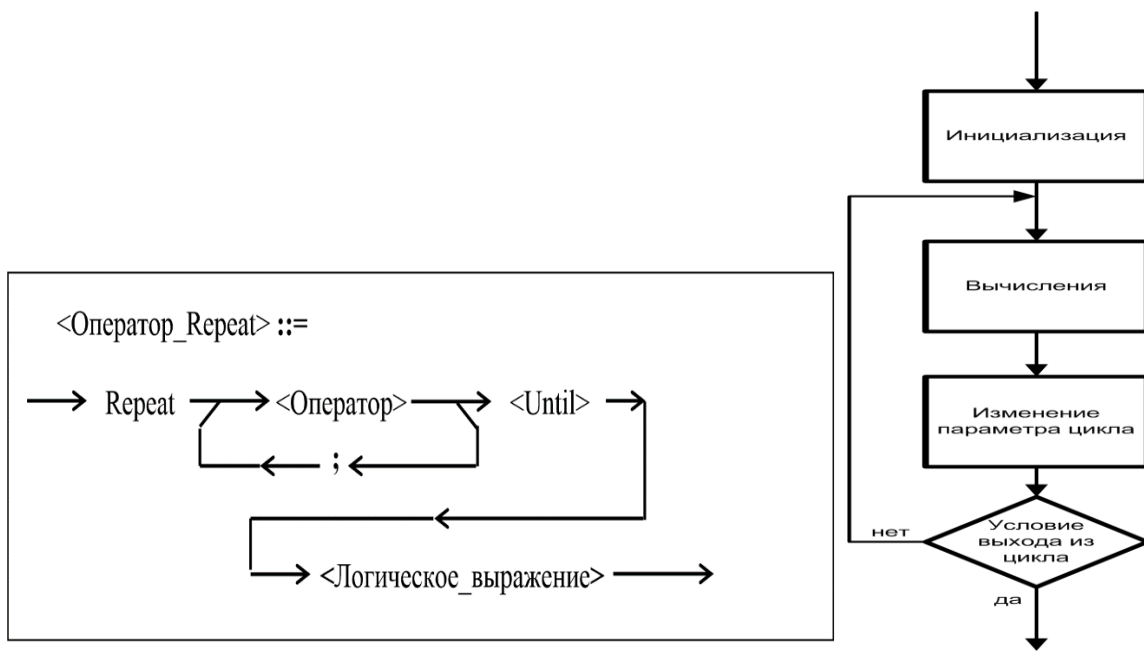 <Оператор_Repeat> ::=
Repeat <Оператор> <Until>
;
<Логическое_выражение>
Инициализация
Вычисления
Изменение
параметра цикла
Условие
выхода из
цикла
нет
да